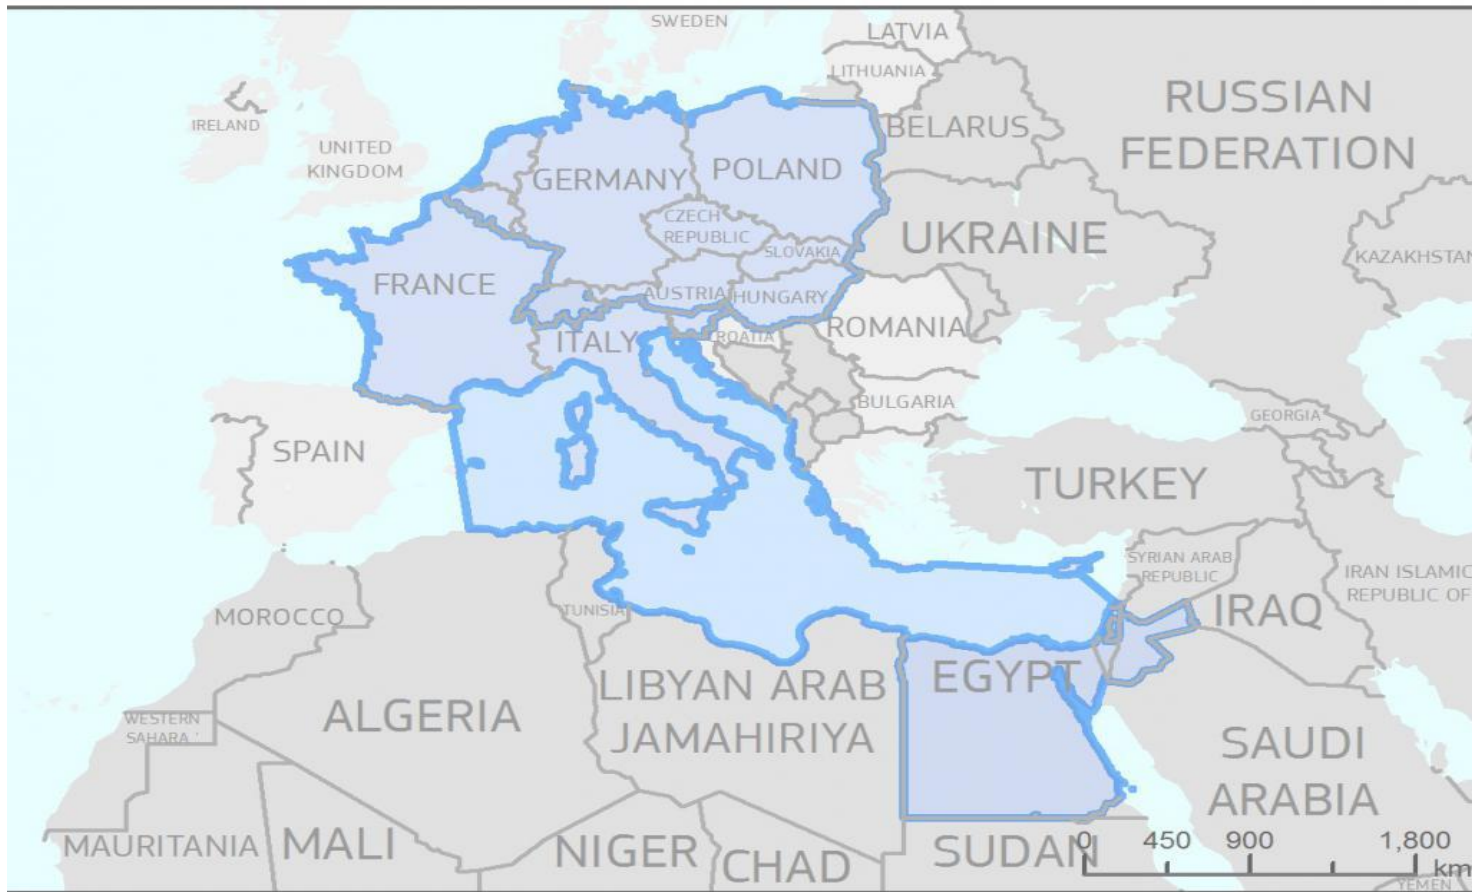 SWEDEN
LATVIA
LITHUANIA
RUSSIAN
FEDERATION
IRELAND
UNITED
KINGDOM
BELARUS
GERMANY
POLAND
CZECH
REPUBLIC
SLOVAKIA
UKRAINE
KAZAKHSTAN
FRANCE
AUSTRIA
HUNGARY
ITALY
CROATIA
ROMANIA
BULGARIA
GEORGIA
SPAIN
TURKEY
SYRIAN ARAB
REPUBLIC
IRAN ISLAMIC
REPUBLIC OF
IRAQ
MOROCCO
TUNISIA
ALGERIA
LIBYAN ARAB
JAMAHIRIYA
EGYPT
WESTERN
SAHARA
SAUDI
ARABIA
MAURITANIA
MALI
NIGER
CHAD
SUDAN
0 450 900 1,800
km
YEMEN